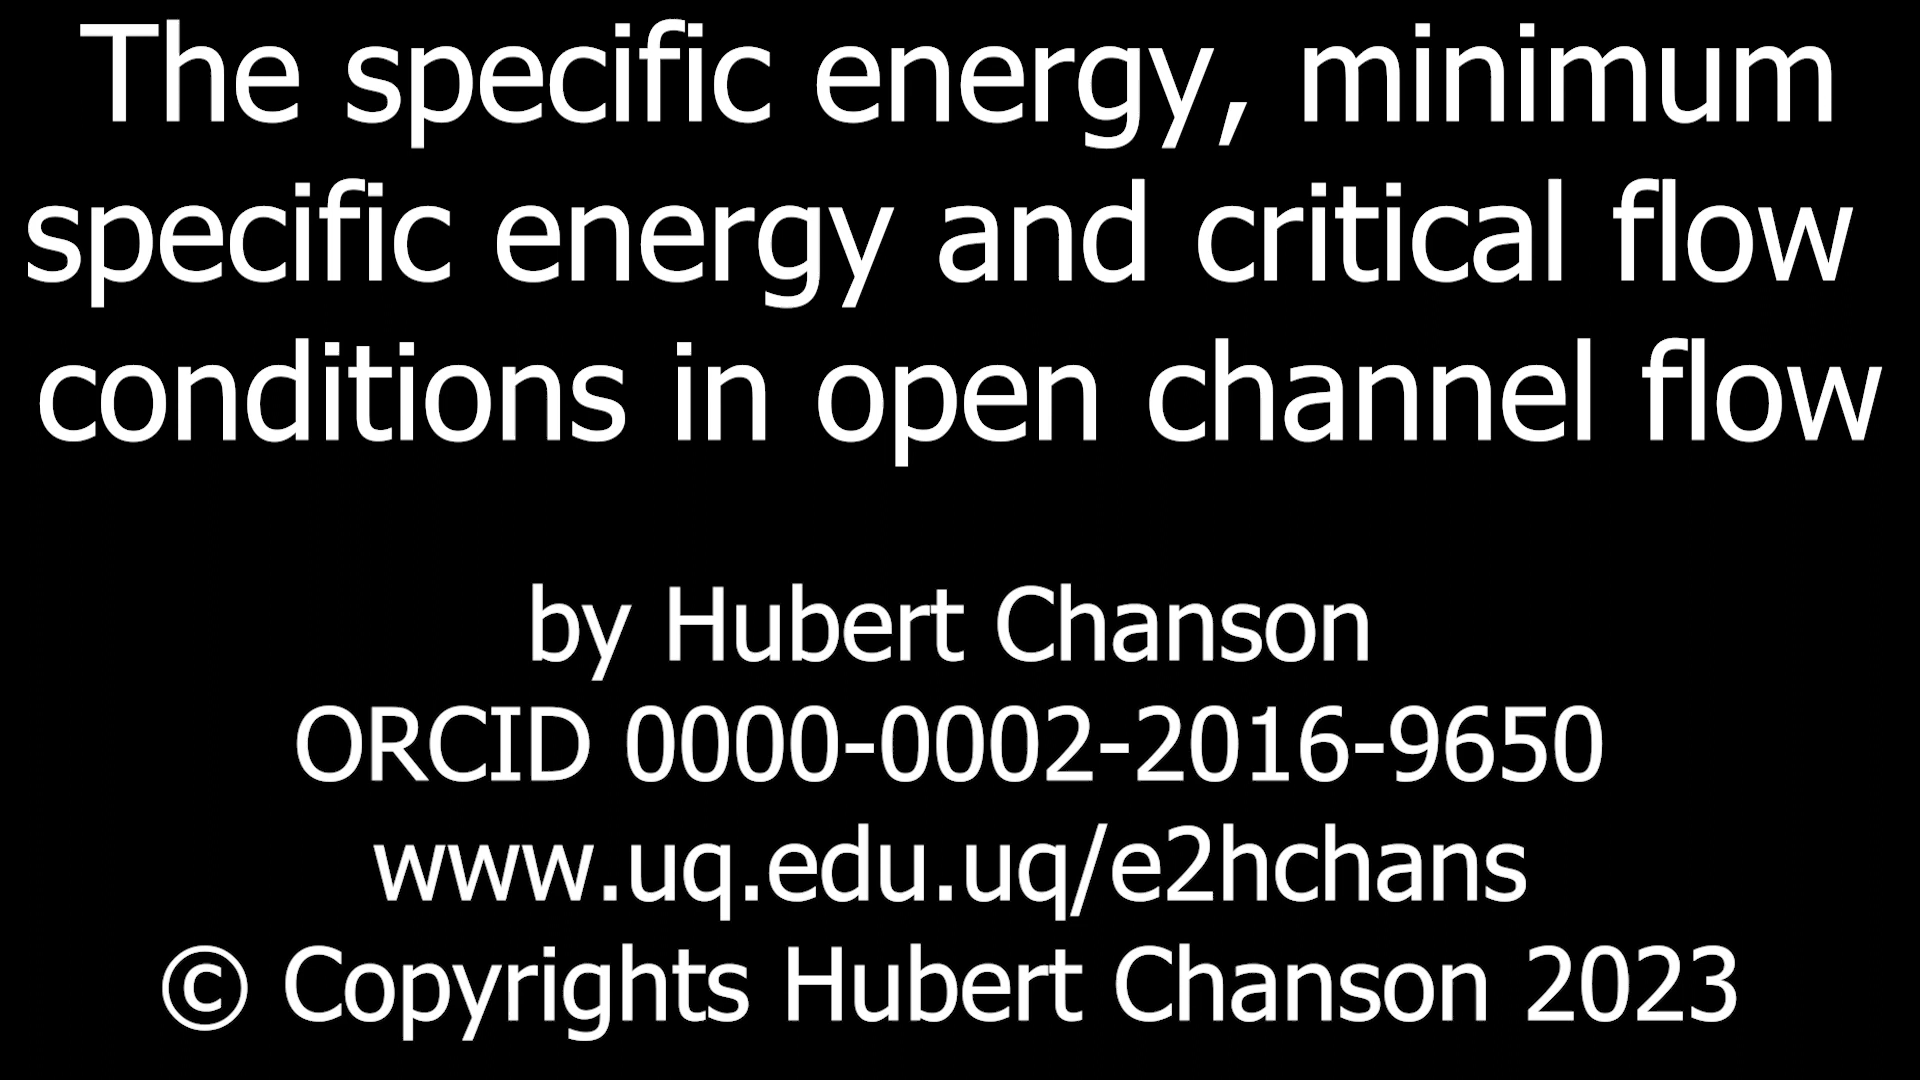 The specific energy, minimum
specific energy and critical flow
conditions in open channel flow
by Hubert Chanson
ORCID 0000-0002-2016-9650
www.uq.edu.uq/e2hchans
© Copyrights Hubert Chanson 2023